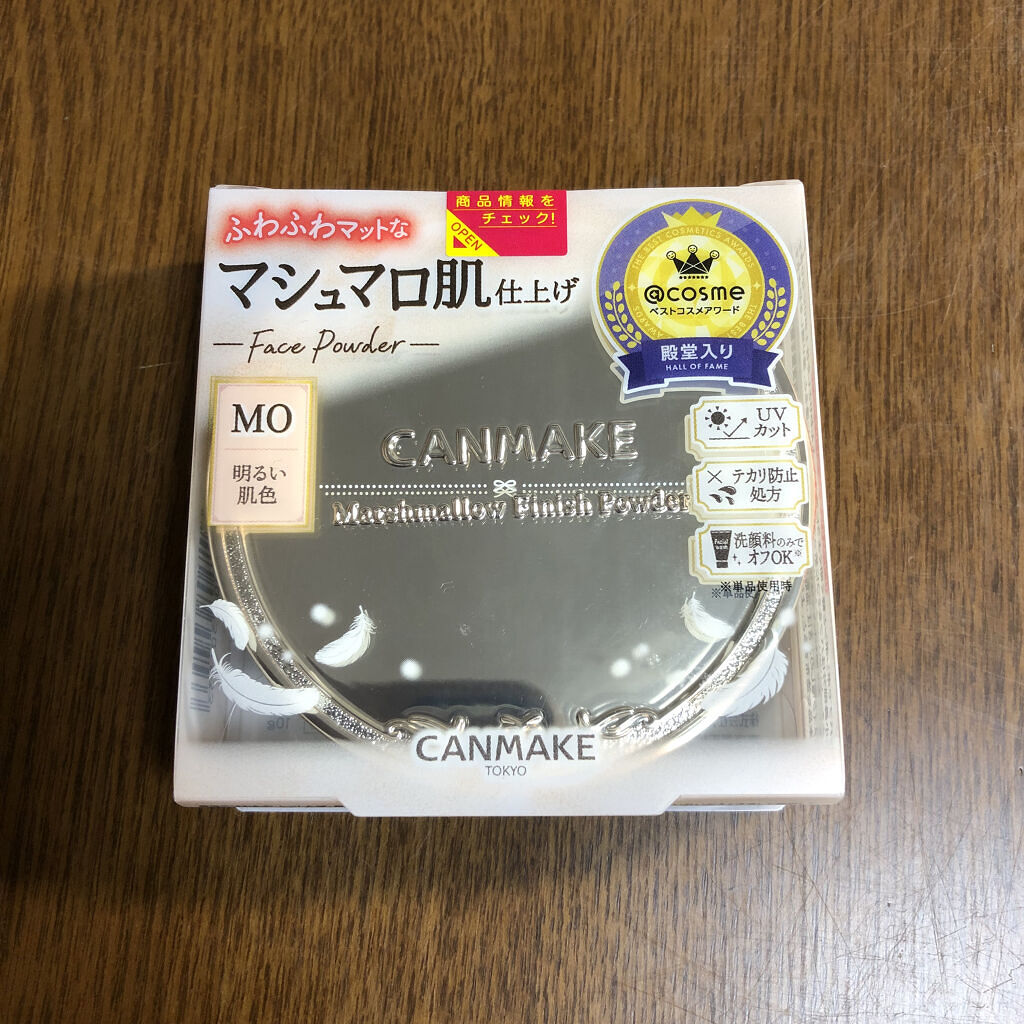 商品情報を
チェック!
OPEN
ふわふわマットな
マシュマロ肌仕上げ
Face Powder
THE BEST COSMETICS AWARDS
@cosme
ベストコスメアワード
殿堂入り
HALL OF FAME
MO
明るい
肌色
CANMAKE
Marshmallow Finish Powder
UV
カット
テカリ防止
処方
Facial
wash
洗顔料のみで
オフOK※
※単品使用時
10g
CANMAKE
TOKYO